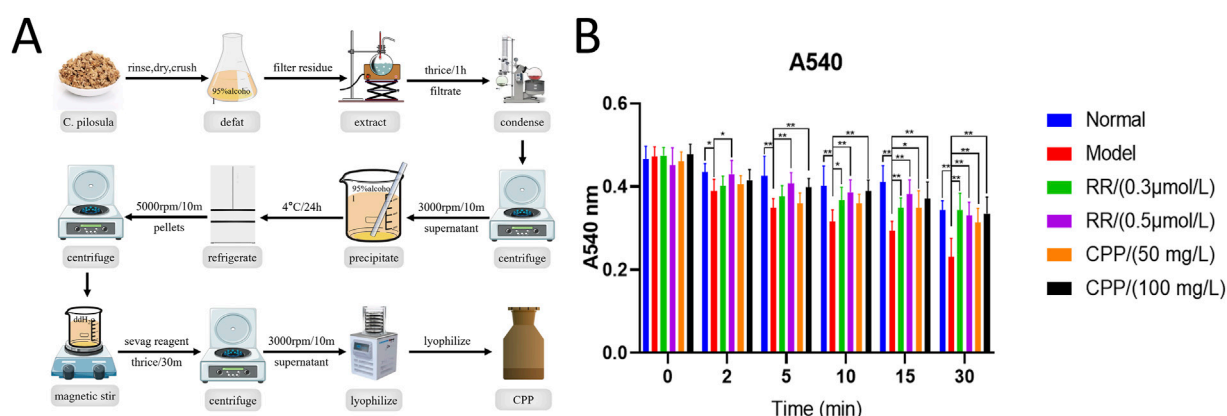 A
rinse,dry,crush
filter residue
thrice/1h
filtrate
95%alcoho
l
C. pilosula
defat
extract
condense
5000rpm/10m
pellets
4°C/24h
95%alcoho
l
3000rpm/10m
supernatant
centrifuge
refrigerate
precipitate
centrifuge
ddH₂o
sevag reagent
thrice/30m
3000rpm/10m
supernatant
lyophilize
magnetic stir
centrifuge
lyophilize
CPP
B
A540
A540 nm
0.6
0.4
0.2
0.0
* *
** ** **
** * ** **
** ** ** * **
** ** ** ** **
0 2 5 10 15 30
Time (min)
Normal
Model
RR/(0.3μmol/L)
RR/(0.5μmol/L)
CPP/(50 mg/L)
CPP/(100 mg/L)